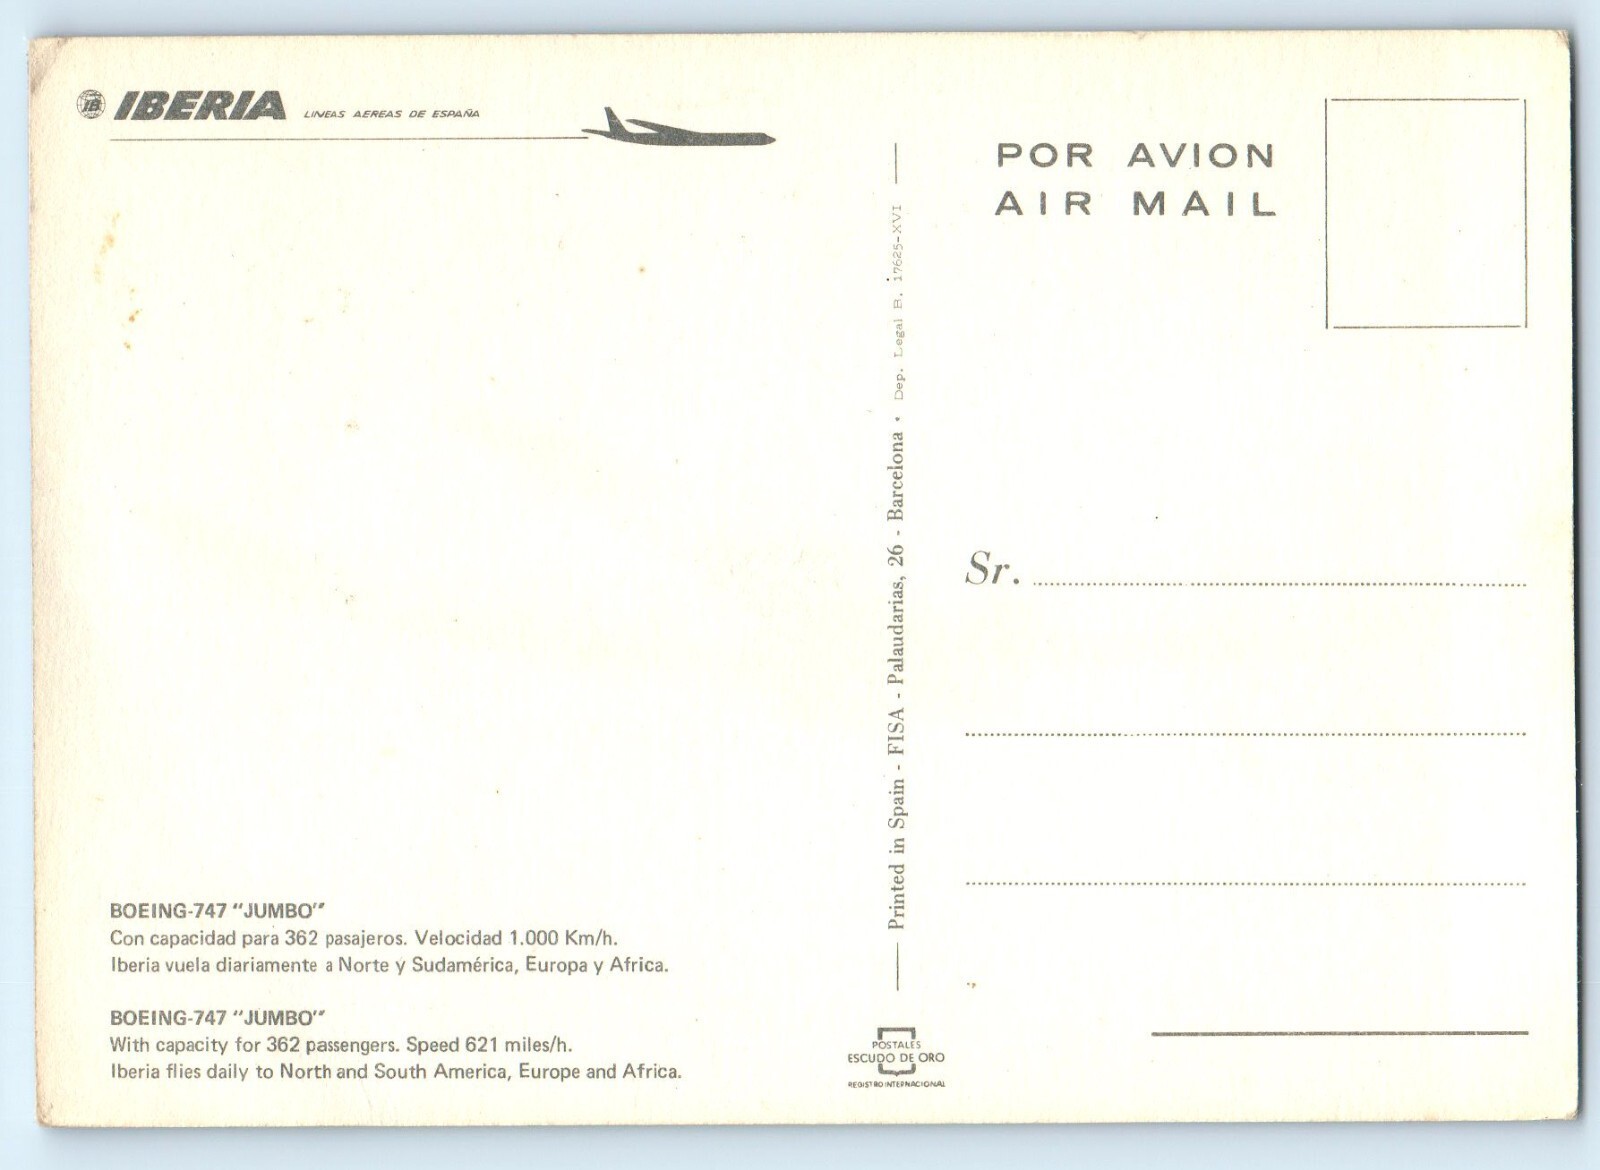 IB IBERIA LINEAS AEREAS DE ESPAÑA
BOEING-747 "JUMBO"
Con capacidad para 362 pasajeros. Velocidad 1.000 Km/h.
Iberia vuela diariamente a Norte y Sudamérica, Europa y Africa.
BOEING-747 "JUMBO"
With capacity for 362 passengers. Speed 621 miles/h.
Iberia flies daily to North and South America, Europe and Africa.
Printed in Spain - FISA - Palaudarias, 26 - Barcelona • Dep. Legal B. 17625-XVI
POSTALES
ESCUDO DE ORO
REGISTRO INTERNACIONAL
POR AVION
AIR MAIL
Sr.